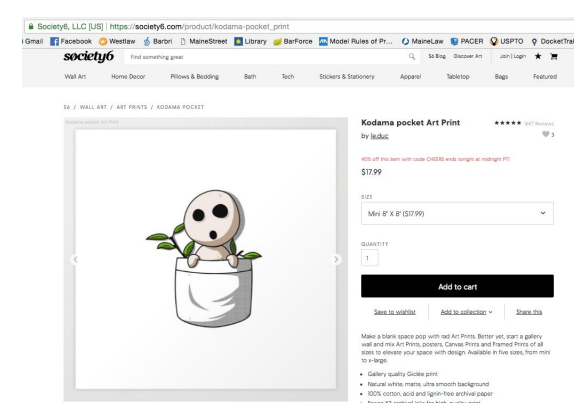 Society6, LLC [US] | https://society6.com/product/kodama-pocket_print
Gmail Facebook Westlaw Barbri MaineStreet Library BarForce Model Rules of Pr... MaineLaw PACER USPTO DocketTrak
society6 Find something great S6 Blog Discover Art Join | Login
Wall Art Home Decor Pillows & Bedding Bath Tech Stickers & Stationery Apparel Tabletop Bags Featured
S6 / WALL ART / ART PRINTS / KODAMA POCKET
Kodama pocket Art Print
Kodama pocket Art Print ★★★★★ Reviews
by le.duc 3
40% off this item with code CHEERS ends tonight at midnight PT!
$17.99
SIZE
Mini 8" X 8" ($17.99)
QUANTITY
1
Add to cart
Save to wishlist Add to collection Share this
Make a blank space pop with rad Art Prints. Better yet, start a gallery
wall and mix Art Prints, posters, Canvas Prints and Framed Prints of all
sizes to elevate your space with design. Available in five sizes, from mini
to x-large.
• Gallery quality Giclée print
• Natural white, matte, ultra smooth background
• 100% cotton, acid and lignin-free archival paper